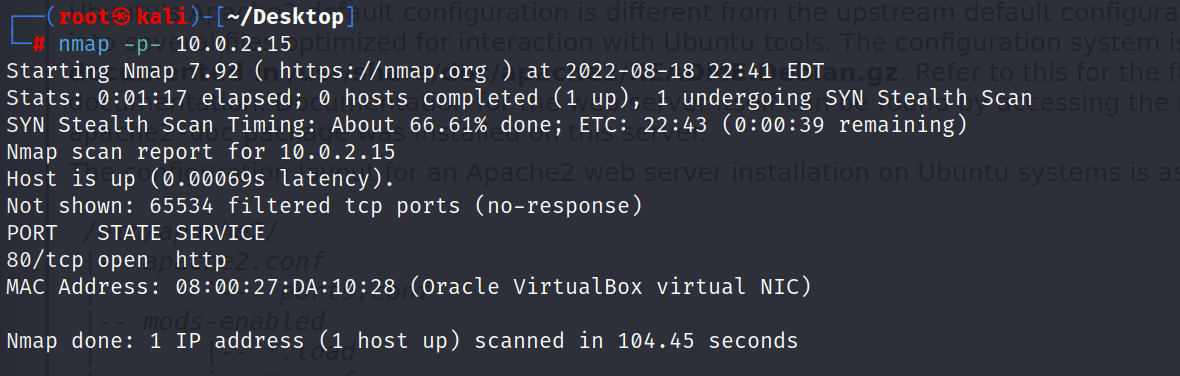 ┌──(root㉿kali)-[~/Desktop]
└─# nmap -p- 10.0.2.15
Starting Nmap 7.92 ( https://nmap.org ) at 2022-08-18 22:41 EDT
Stats: 0:01:17 elapsed; 0 hosts completed (1 up), 1 undergoing SYN Stealth Scan
SYN Stealth Scan Timing: About 66.61% done; ETC: 22:43 (0:00:39 remaining)
Nmap scan report for 10.0.2.15
Host is up (0.00069s latency).
Not shown: 65534 filtered tcp ports (no-response)
PORT   STATE SERVICE
80/tcp open  http
MAC Address: 08:00:27:DA:10:28 (Oracle VirtualBox virtual NIC)
Nmap done: 1 IP address (1 host up) scanned in 104.45 seconds